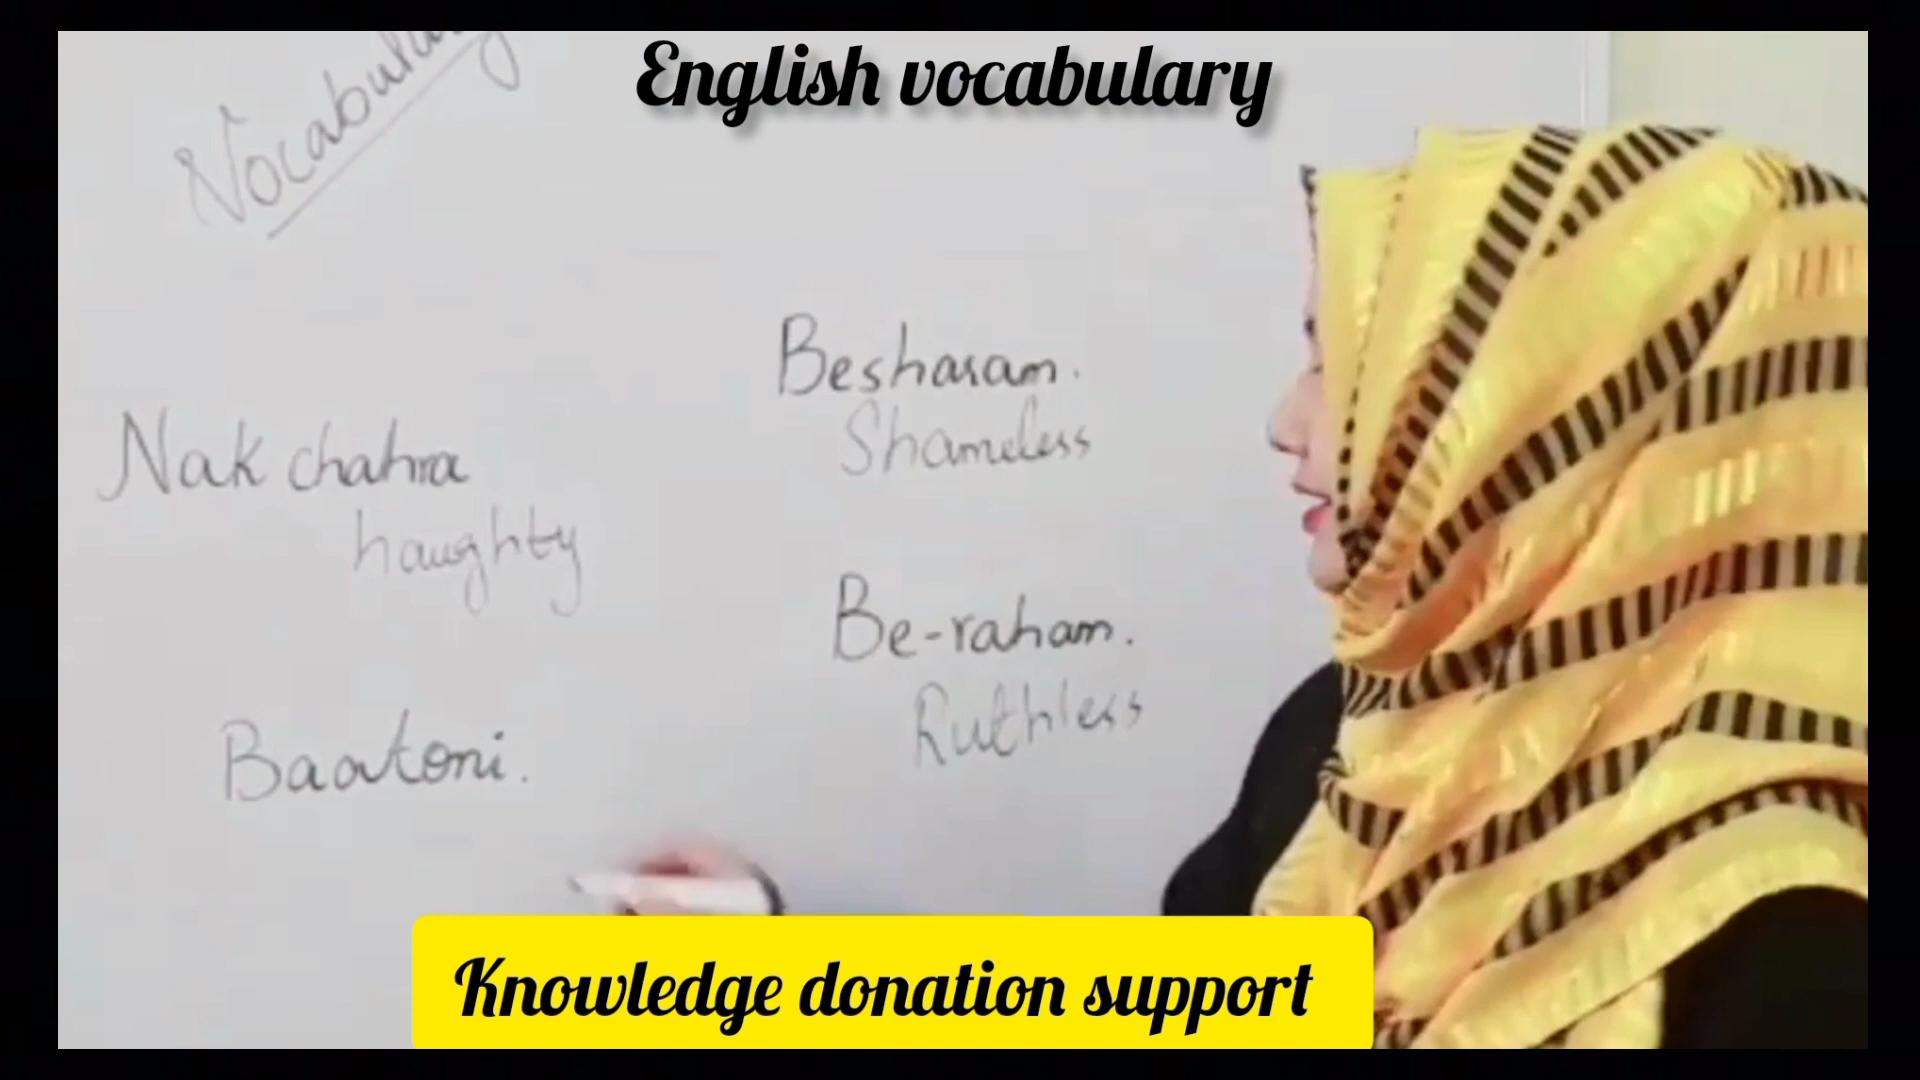 English vocabulary
Vocabulary
Besharam.
Shameless
Nak chahra
haughty
Be-raham.
Ruthless
Baatoni.
Knowledge donation support